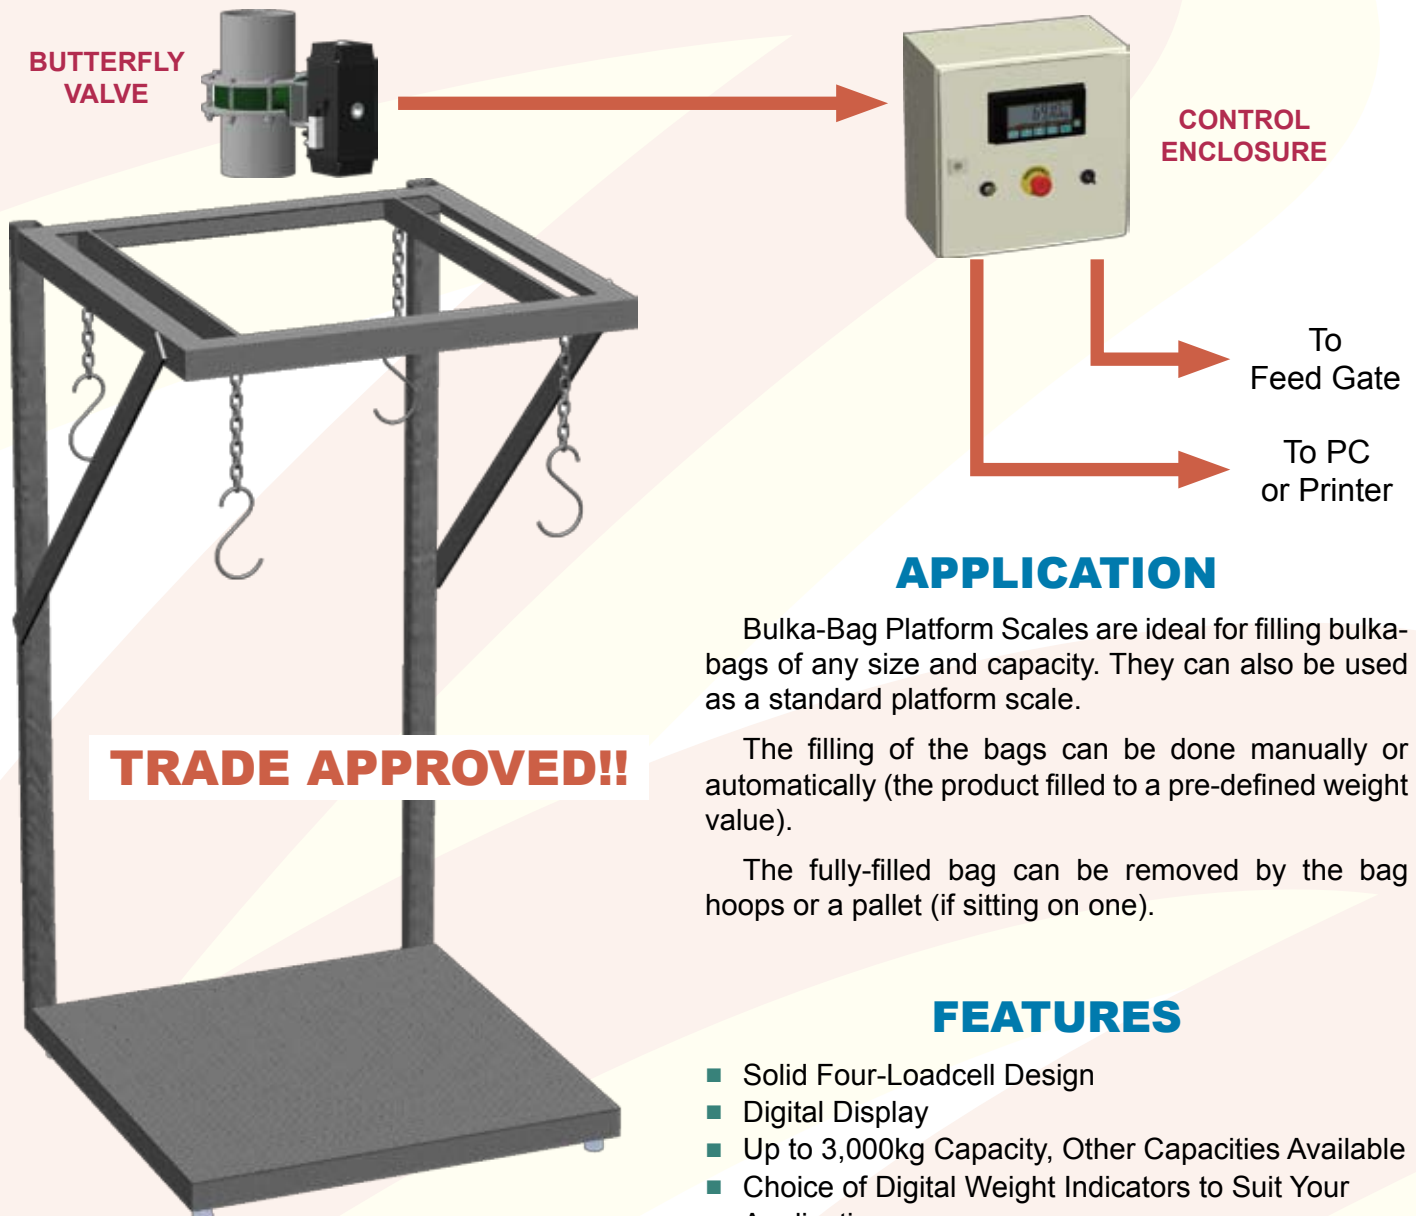 BUTTERFLY
VALVE
CONTROL
ENCLOSURE
To
Feed Gate
To PC
or Printer
TRADE APPROVED!!
APPLICATION
Bulka-Bag Platform Scales are ideal for filling bulka-
bags of any size and capacity. They can also be used
as a standard platform scale.
The filling of the bags can be done manually or
automatically (the product filled to a pre-defined weight
value).
The fully-filled bag can be removed by the bag
hoops or a pallet (if sitting on one).
FEATURES
■ Solid Four-Loadcell Design
■ Digital Display
■ Up to 3,000kg Capacity, Other Capacities Available
■ Choice of Digital Weight Indicators to Suit Your